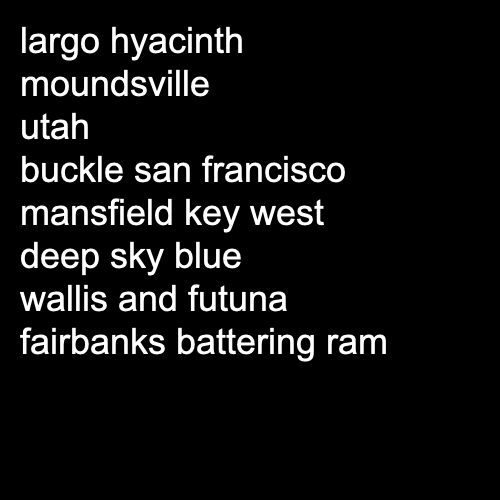 largo hyacinth
moundsville
utah
buckle san francisco
mansfield key west
deep sky blue
wallis and futuna
fairbanks battering ram